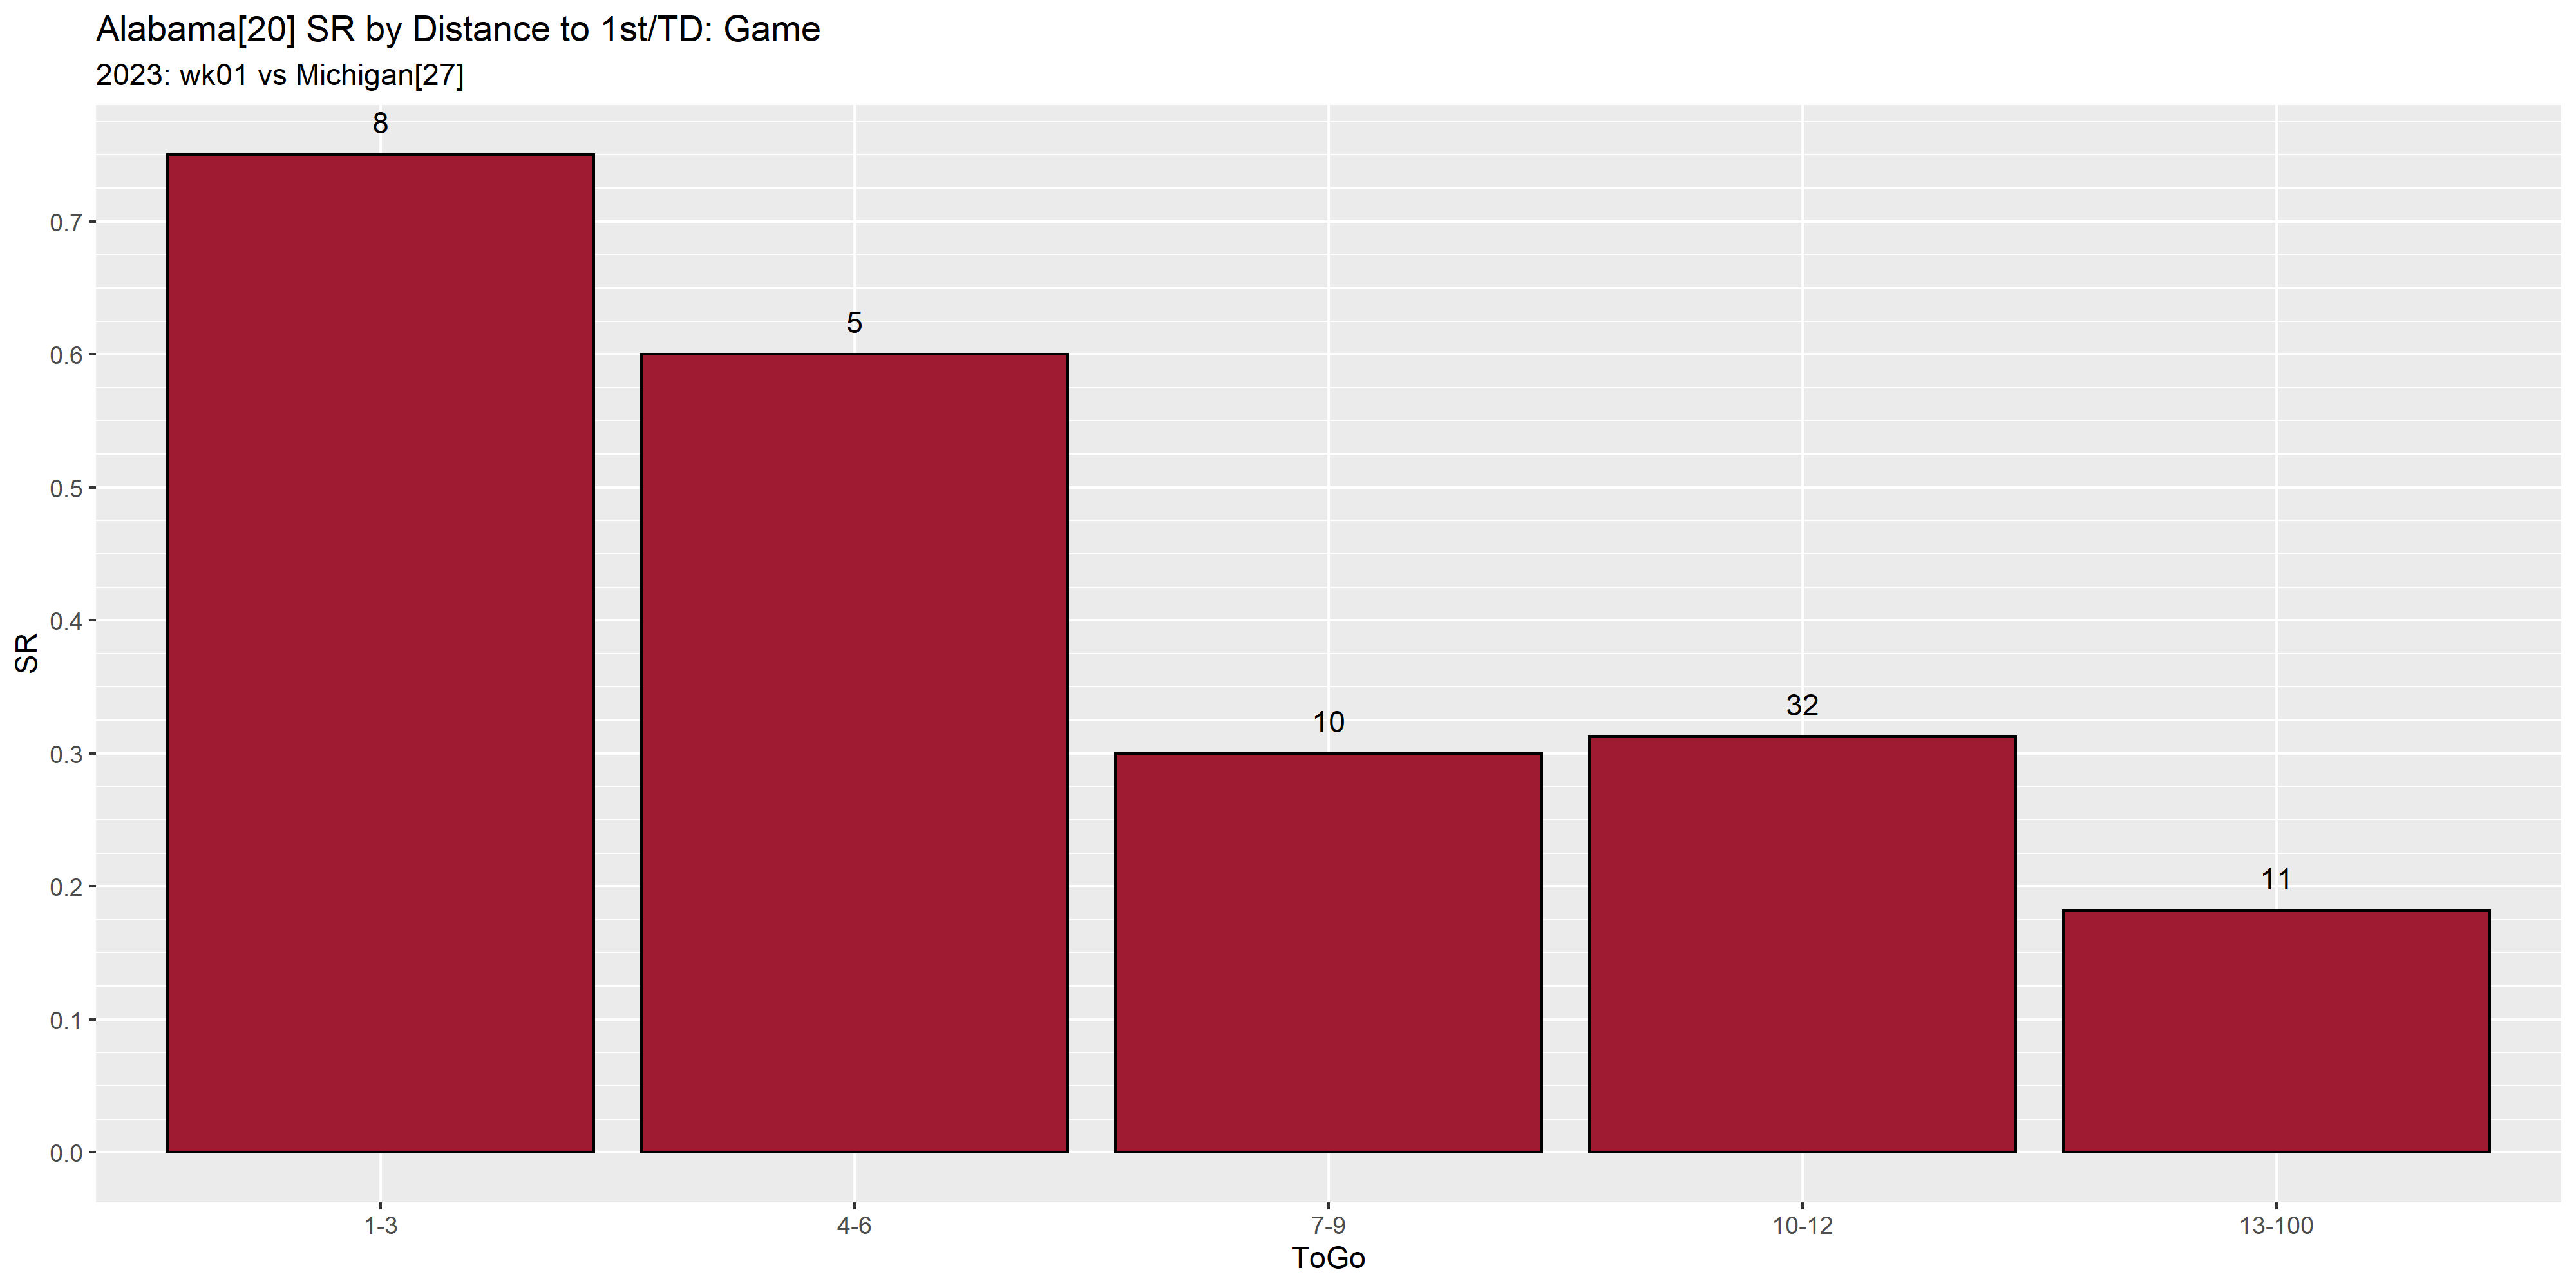 Alabama[20] SR by Distance to 1st/TD: Game
2023: wk01 vs Michigan[27]
8
5
10
32
11
0.7
0.6
0.5
0.4
0.3
0.2
0.1
0.0
SR
1-3 4-6 7-9 10-12 13-100
ToGo